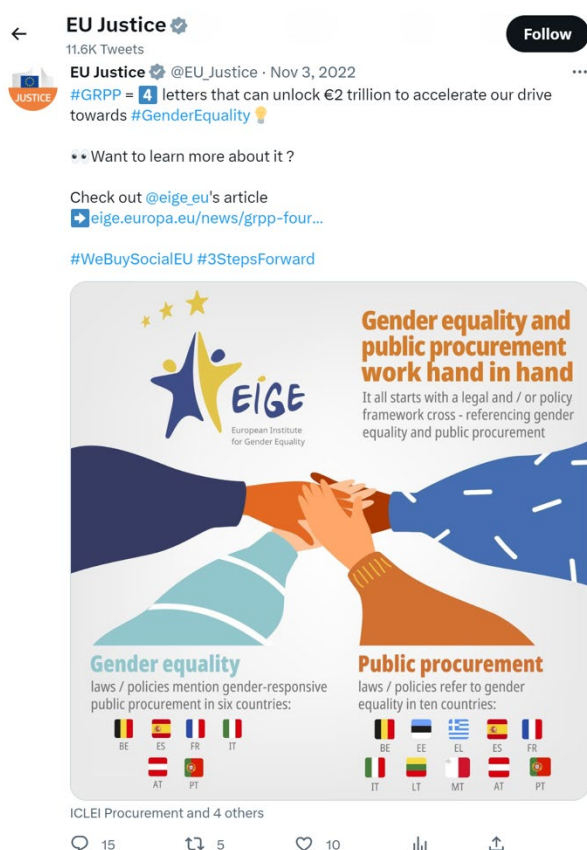 EU Justice
11.6K Tweets
Follow
JUSTICE
EU Justice @EU_Justice · Nov 3, 2022
#GRPP = 4 letters that can unlock €2 trillion to accelerate our drive
towards #GenderEquality💡
👀Want to learn more about it ?
Check out @eige_eu's article
➡️eige.europa.eu/news/grpp-four...
#WeBuySocialEU #3StepsForward
EIGE
European Institute
for Gender Equality
Gender equality and
public procurement
work hand in hand
It all starts with a legal and / or policy
framework cross - referencing gender
equality and public procurement
Gender equality
laws / policies mention gender-responsive
public procurement in six countries:
BE ES FR IT
AT PT
Public procurement
laws / policies refer to gender
equality in ten countries:
BE EE EL ES FR
IT LT MT AT PT
ICLEI Procurement and 4 others
15 5 10